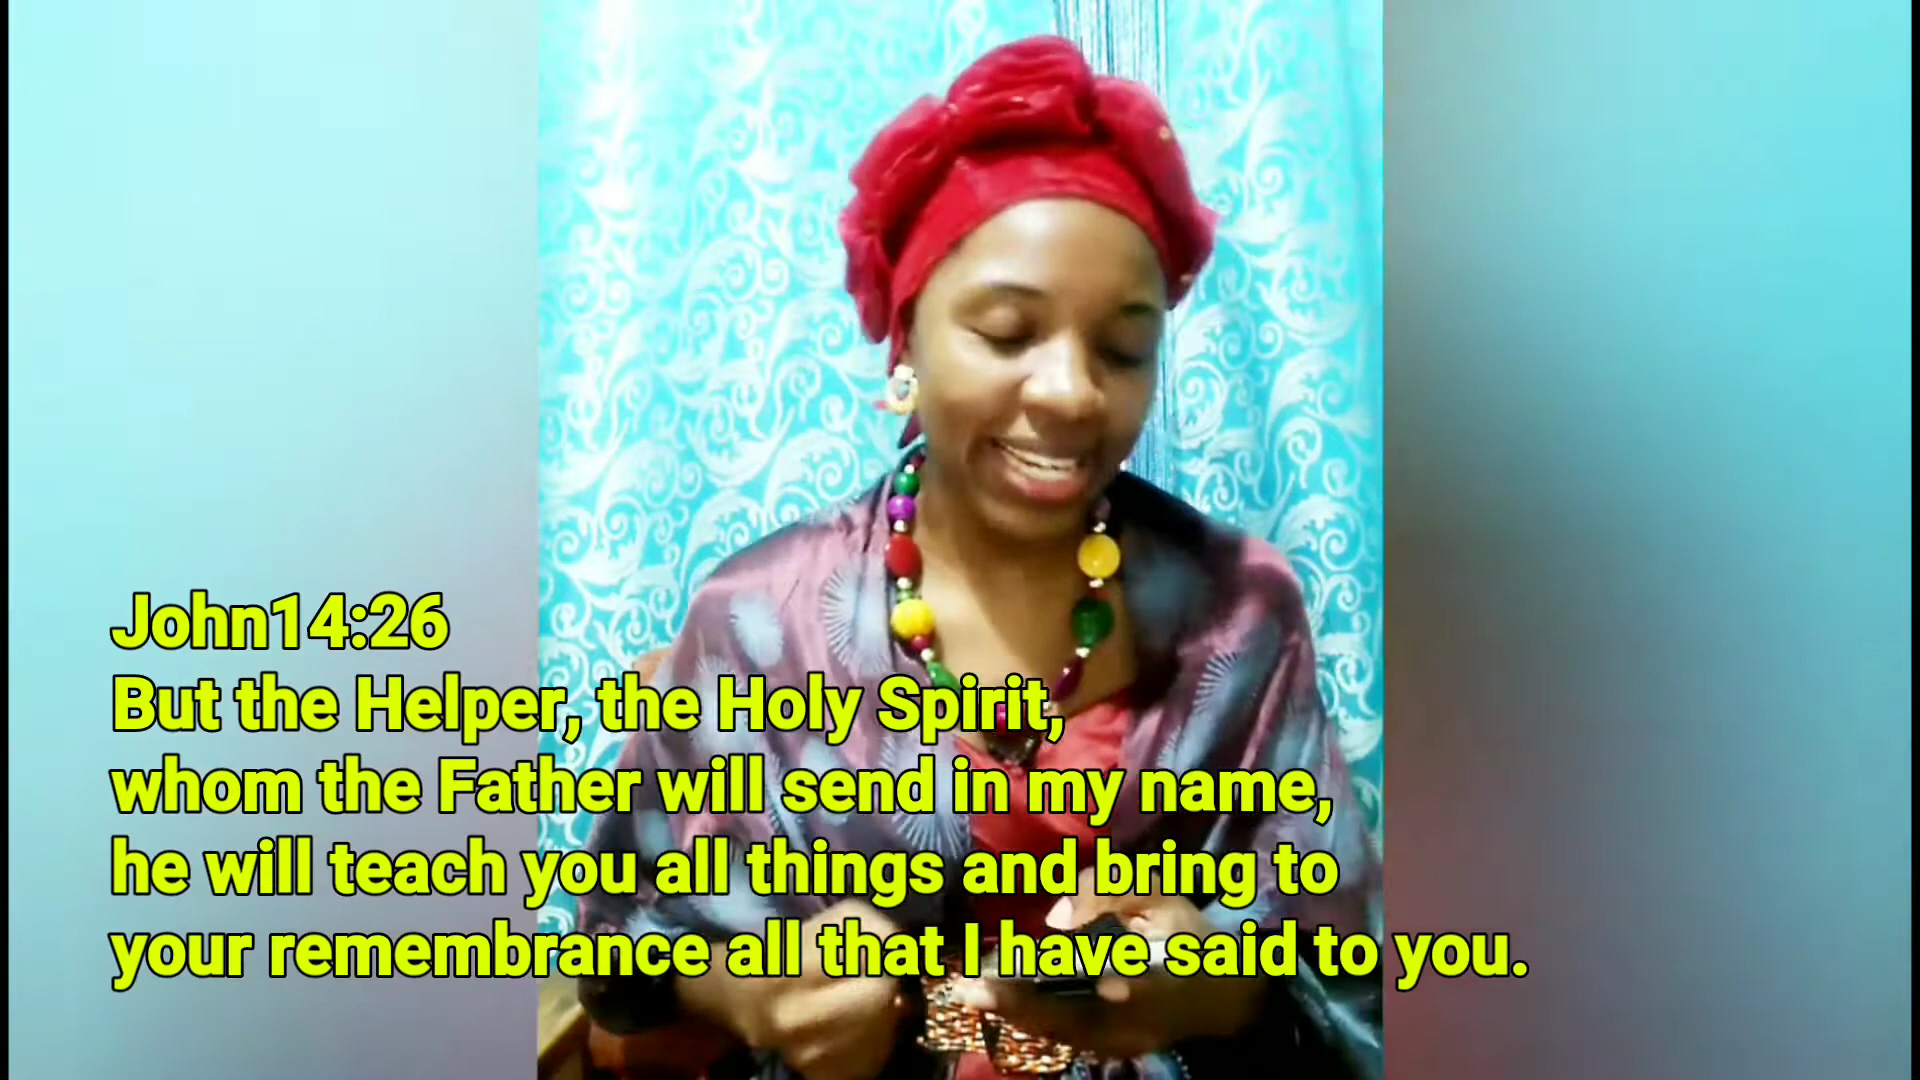 John14:26
But the Helper, the Holy Spirit,
whom the Father will send in my name,
he will teach you all things and bring to
your remembrance all that I have said to you.